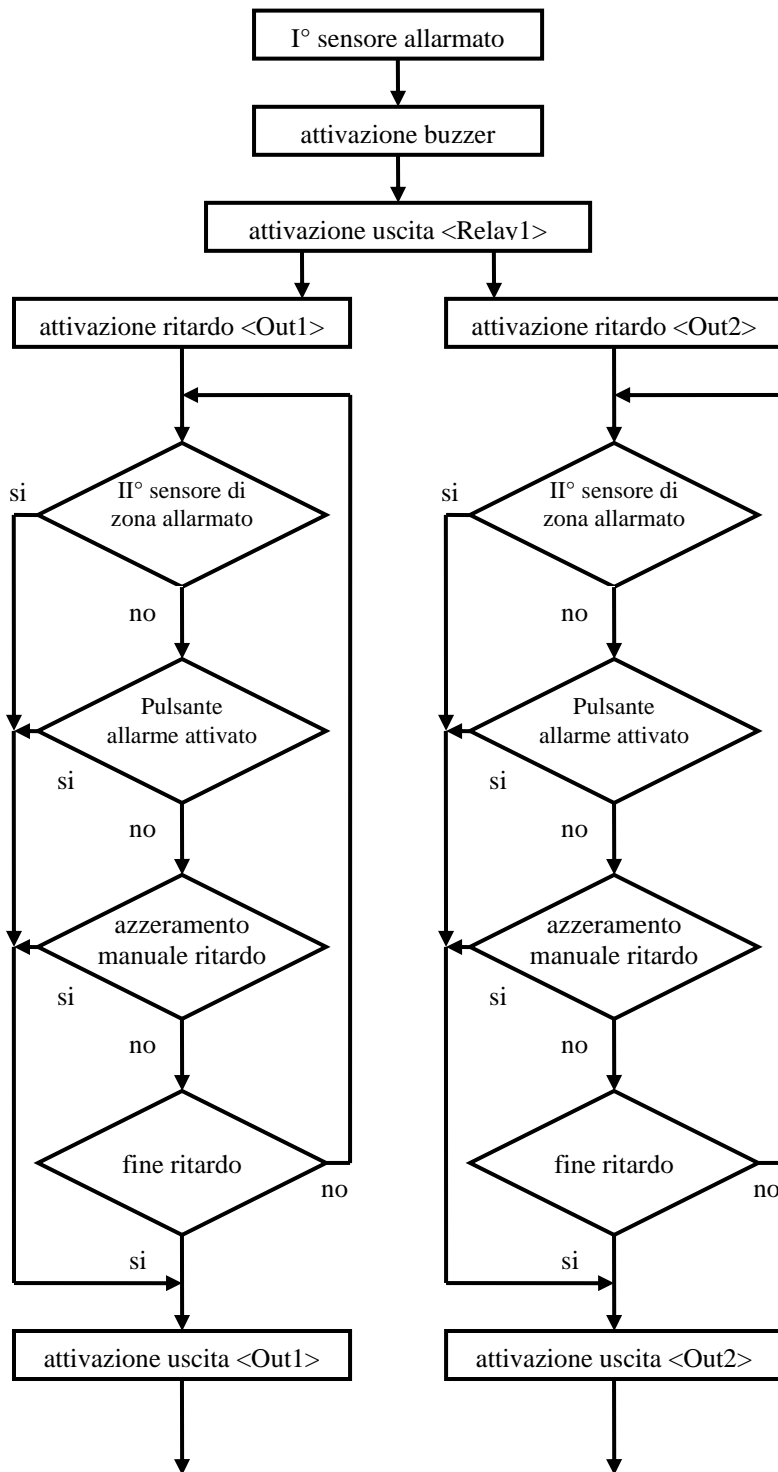 I° sensore allarmato
attivazione buzzer
attivazione uscita <Relav1>
attivazione ritardo <Out1>
attivazione ritardo <Out2>
si
II° sensore di
zona allarmato
no
Pulsante
allarme attivato
si
no
azzeramento
manuale ritardo
si
no
fine ritardo
no
si
attivazione uscita <Out1>
si
II° sensore di
zona allarmato
no
Pulsante
allarme attivato
si
no
azzeramento
manuale ritardo
si
no
fine ritardo
no
si
attivazione uscita <Out2>